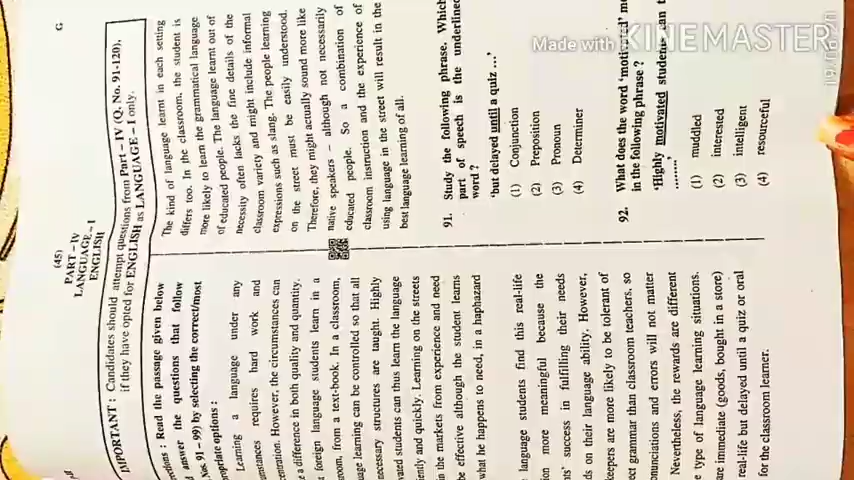 Made with KINEMASTER
(45)
G
PART – IV
LANGUAGE – I
ENGLISH
IMPORTANT : Candidates should attempt questions from Part – IV (Q. No. 91-120),
if they have opted for ENGLISH as LANGUAGE – I only.
: Read the passage given below
answer the questions that follow
Nos. 91 – 99) by selecting the correct/most
options :
Learning a language under any
requires hard work and
However, the circumstances can
a difference in both quality and quantity.
foreign language students learn in a
from a text-book. In a classroom,
learning can be controlled so that all
structures are taught. Highly
students can thus learn the language
and quickly. Learning on the streets
in the markets from experience and need
be effective although the student learns
what he happens to need, in a haphazard
language students find this real-life
more meaningful because the
success in fulfilling their needs
on their language ability. However,
are more likely to be tolerant of
grammar than classroom teachers, so
and errors will not matter
Nevertheless, the rewards are different
type of language learning situations.
are immediate (goods, bought in a store)
real-life but delayed until a quiz or oral
for the classroom learner.
The kind of language learnt in each setting
differs too. In the classroom, the student is
more likely to learn the grammatical language
of educated people. The language learnt out of
necessity often lacks the fine details of the
classroom variety and might include informal
expressions such as slang. The people learning
on the street must be easily understood.
Therefore, they might actually sound more like
native speakers – although not necessarily
educated people. So a combination of
classroom instruction and the experience of
using language in the street will result in the
best language learning of all.
91. Study the following phrase. Which
part of speech is the underlined
word ?
‘but delayed until a quiz ...’
(1) Conjunction
(2) Preposition
(3) Pronoun
(4) Determiner
92. What does the word
in the following phrase ?
‘Highly motivated students can
........’
(1) muddled
(2) interested
(3) intelligent
(4) resourceful